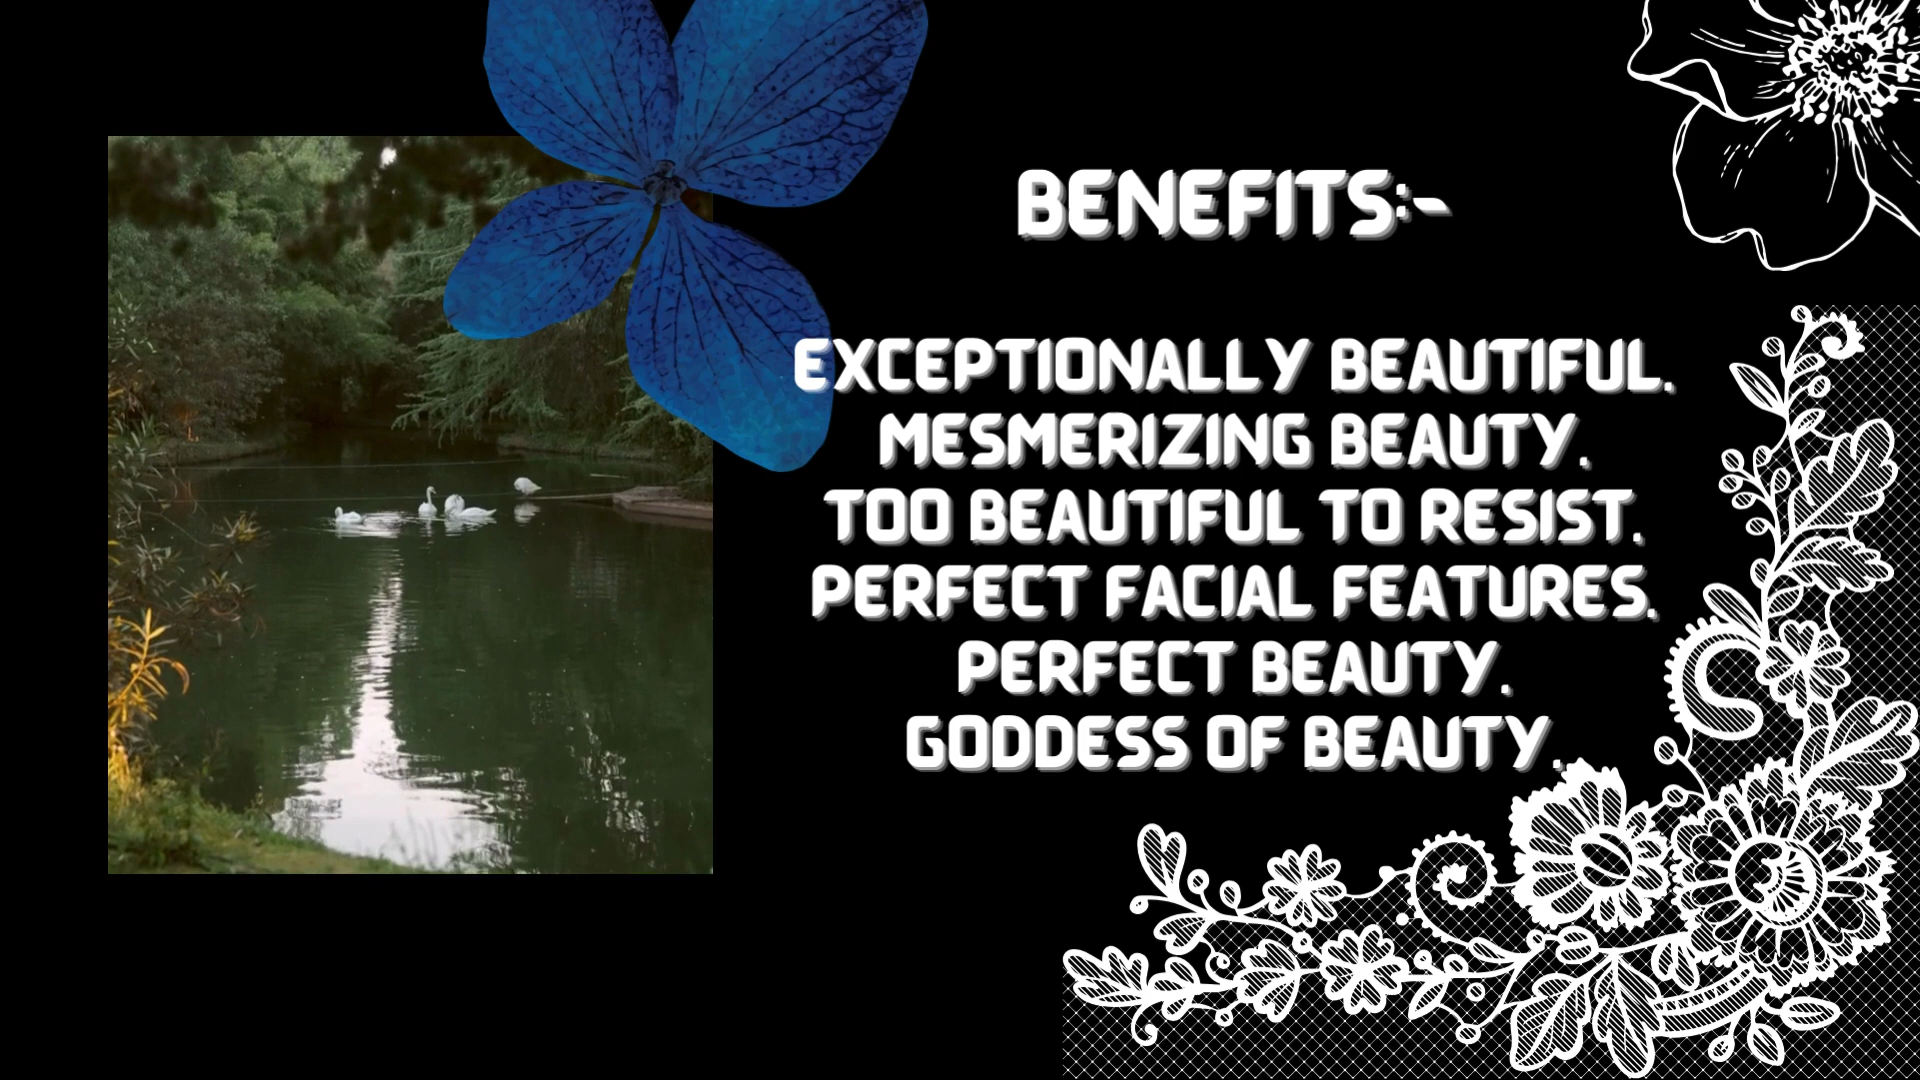 BENEFITS:-
EXCEPTIONALLY BEAUTIFUL.
MESMERIZING BEAUTY.
TOO BEAUTIFUL TO RESIST.
PERFECT FACIAL FEATURES.
PERFECT BEAUTY.
GODDESS OF BEAUTY.